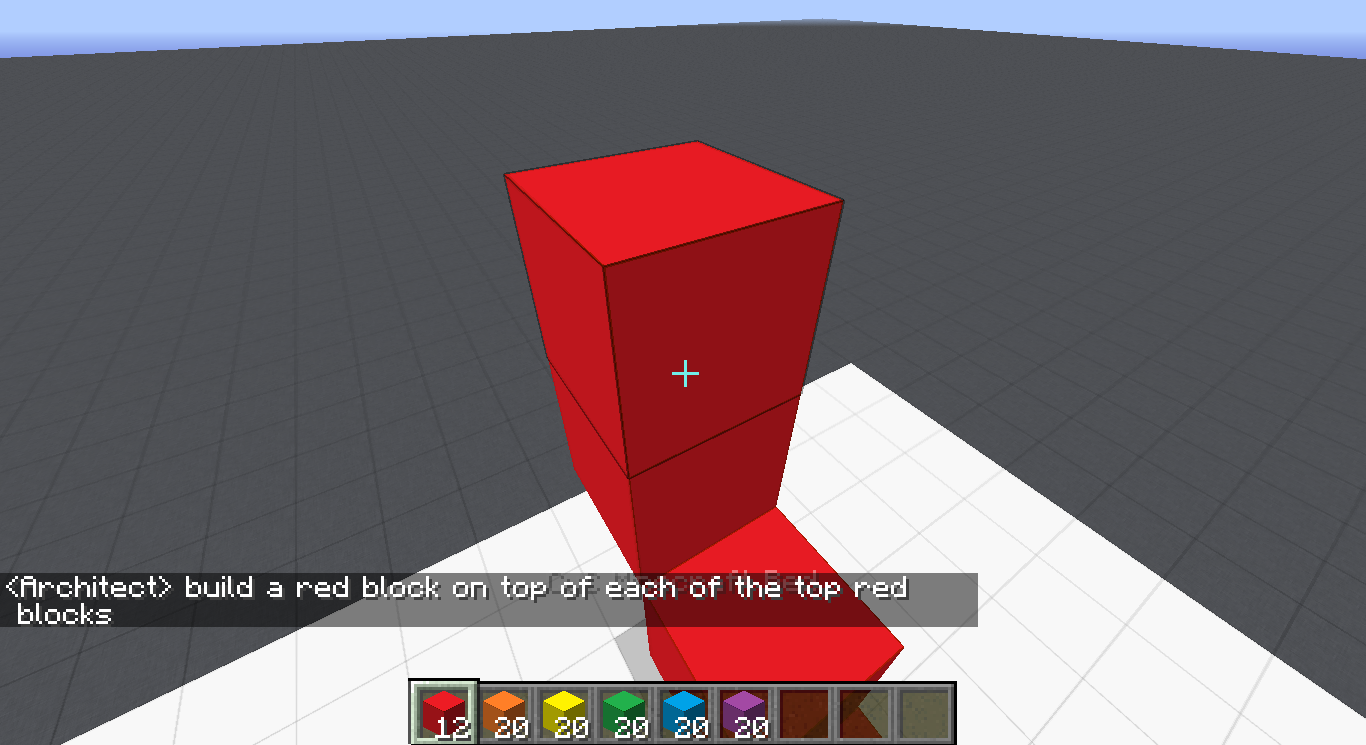 <Architect> build a red block on top of each of the top red
blocks
12 20 20 20 20 20